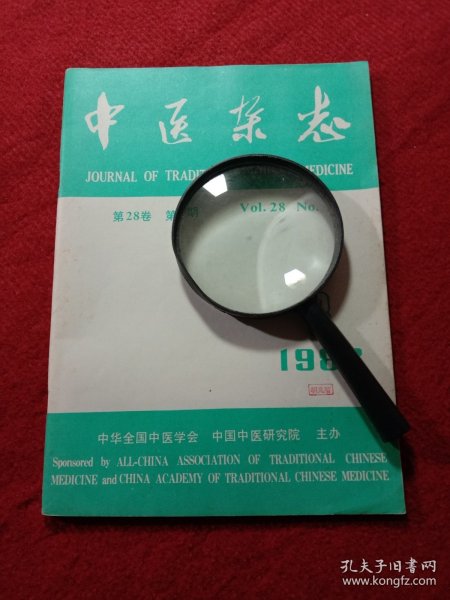 中医杂志
JOURNAL OF TRADIT MEDICINE
第28卷 第 期 Vol.28 No.
198
中华全国中医学会 中国中医研究院 主办
Sponsored by ALL-CHINA ASSOCIATION OF TRADITIONAL CHINESE
MEDICINE and CHINA ACADEMY OF TRADITIONAL CHINESE MEDICINE
孔夫子旧书网
www.kongfz.com